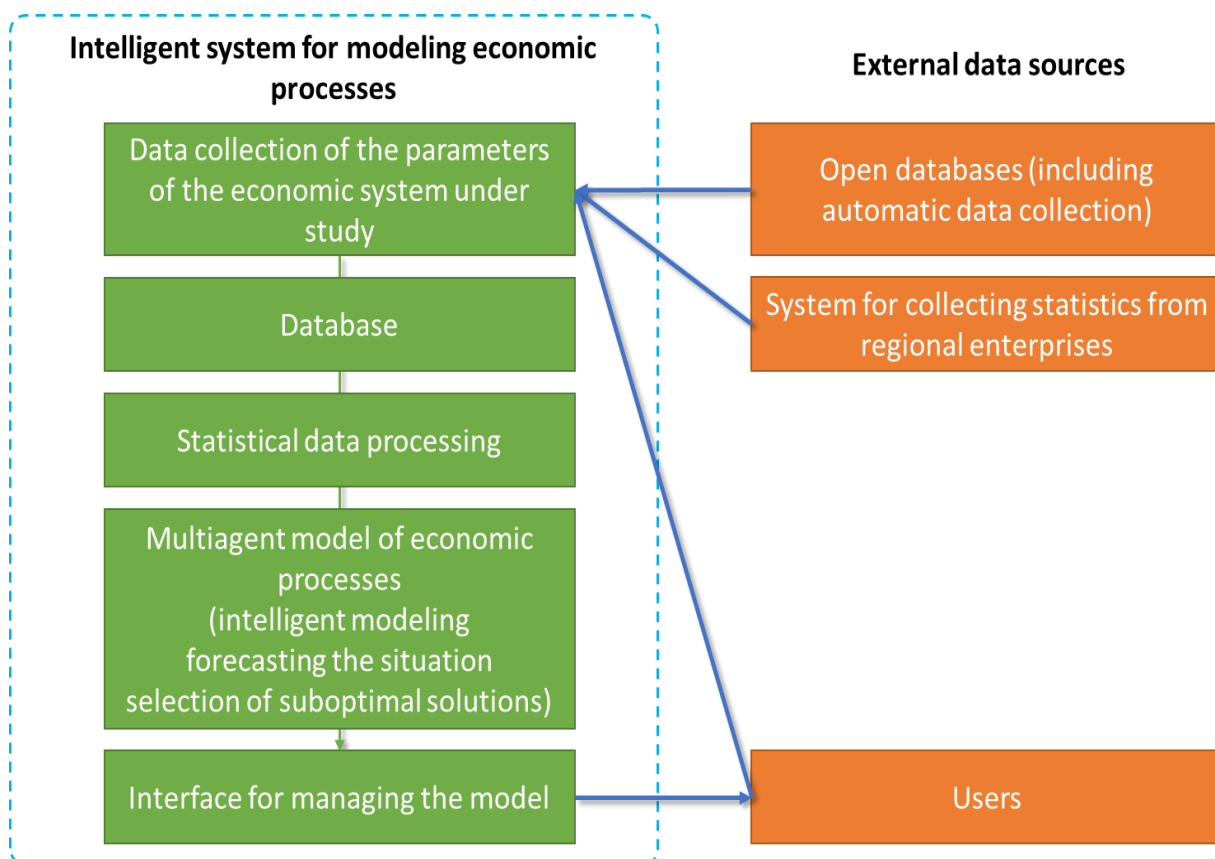 Intelligent system for modeling economic
processes
Data collection of the parameters
of the economic system under
study
Database
Statistical data processing
Multiagent model of economic
processes
(intelligent modeling
forecasting the situation
selection of suboptimal solutions)
Interface for managing the model
External data sources
Open databases (including
automatic data collection)
System for collecting statistics from
regional enterprises
Users